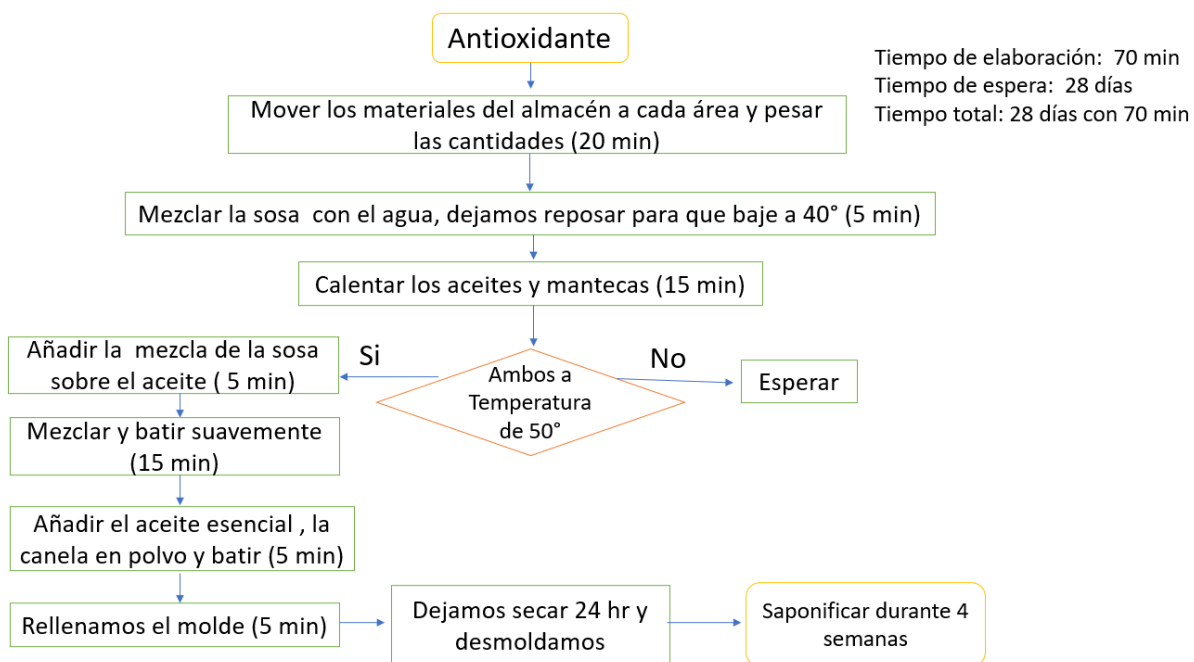 Antioxidante
Tiempo de elaboración:  70 min
Tiempo de espera:  28 días
Tiempo total: 28 días con 70 min
Mover los materiales del almacén a cada área y pesar
las cantidades (20 min)
Mezclar la sosa  con el agua, dejamos reposar para que baje a 40° (5 min)
Calentar los aceites y mantecas (15 min)
Ambos a
Temperatura
de 50°
Si
No
Esperar
Añadir la  mezcla de la sosa
sobre el aceite ( 5 min)
Mezclar y batir suavemente
(15 min)
Añadir el aceite esencial , la
canela en polvo y batir (5 min)
Rellenamos el molde (5 min)
Dejamos secar 24 hr y
desmoldamos
Saponificar durante 4
semanas